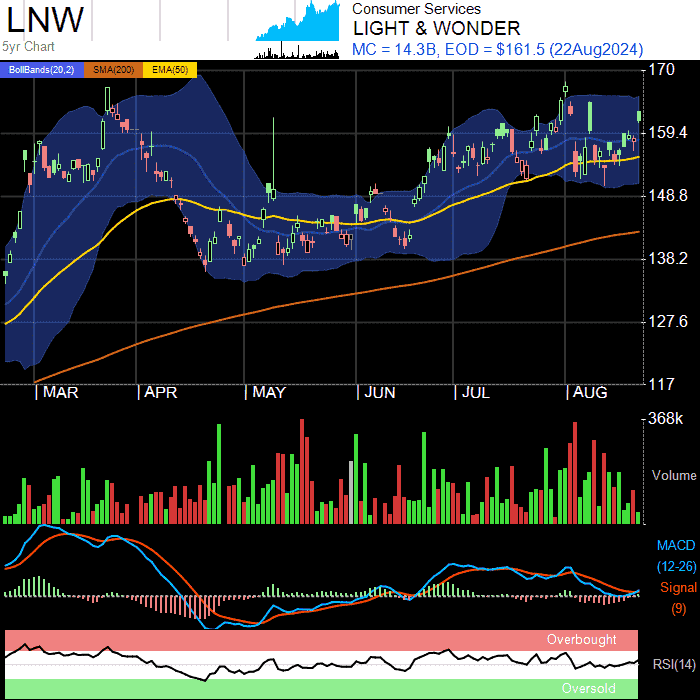 LNW
5yr Chart
Consumer Services
LIGHT & WONDER
MC = 14.3B, EOD = $161.5 (22Aug2024)
BollBands(20,2) SMA(200) EMA(50)
170
159.4
148.8
138.2
127.6
117
MAR APR MAY JUN JUL AUG
368k
Volume
MACD
(12-26)
Signal
(9)
Overbought
RSI(14)
Oversold